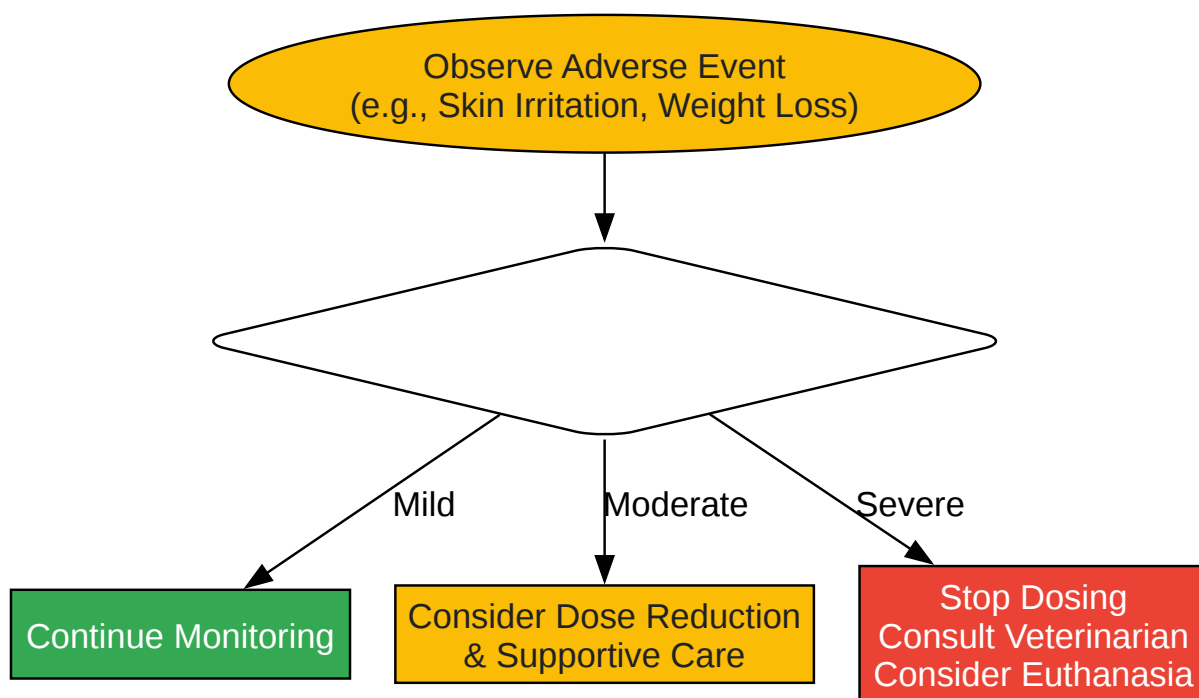 Observe Adverse Event
(e.g., Skin Irritation, Weight Loss)
Mild
Moderate
Severe
Continue Monitoring
Consider Dose Reduction
& Supportive Care
Stop Dosing
Consult Veterinarian
Consider Euthanasia